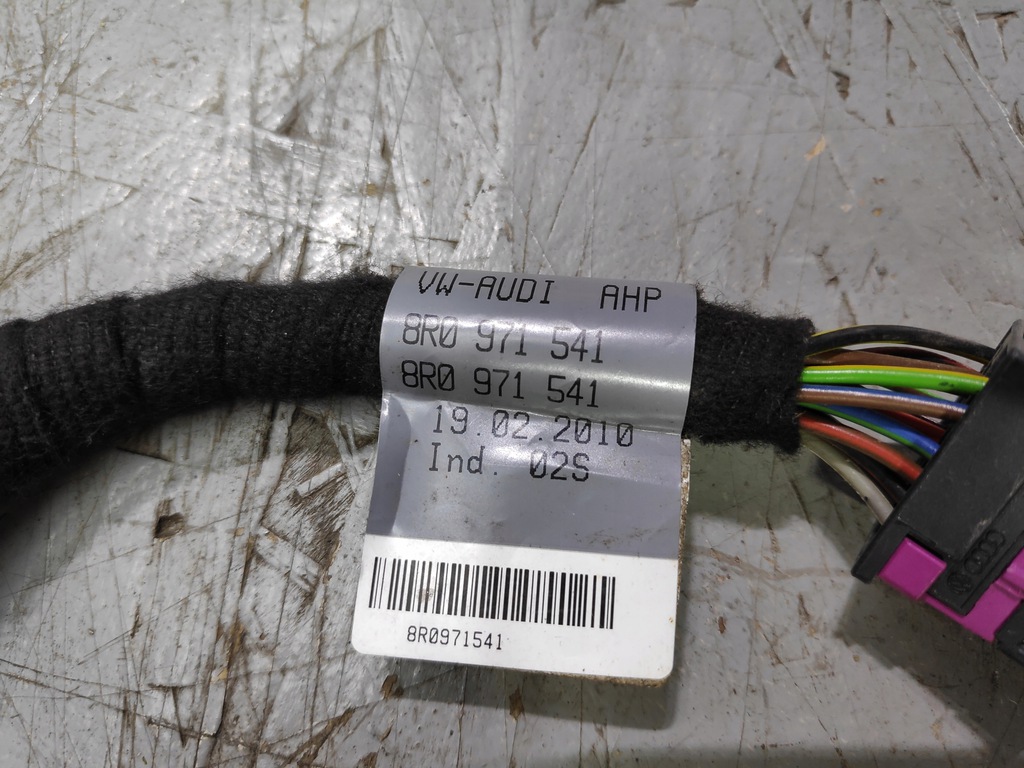 VW-AUDI AHP
8R0 971 541
8R0 971 541
19.02.2010
Ind. 02S
8R0971541